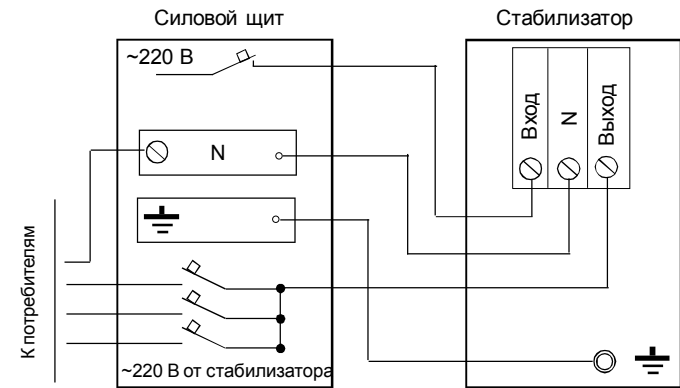 Силовой щит
Стабилизатор
~220 В
Вход
N
Выход
N
К потребителям
~220 В от стабилизатора